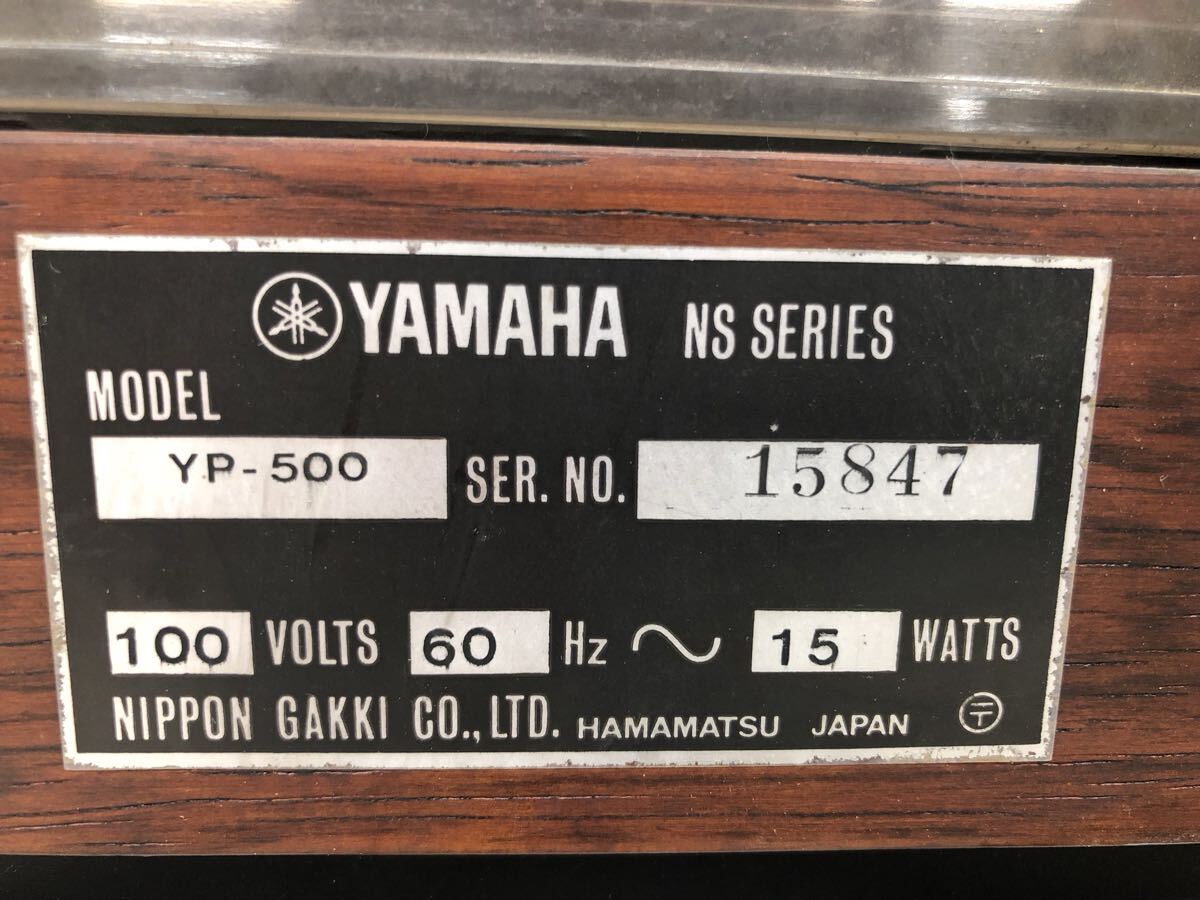 YAMAHA NS SERIES
MODEL
YP-500 SER. NO. 15847
100 VOLTS 60 Hz ~ 15 WATTS
NIPPON GAKKI CO., LTD. HAMAMATSU JAPAN 〒